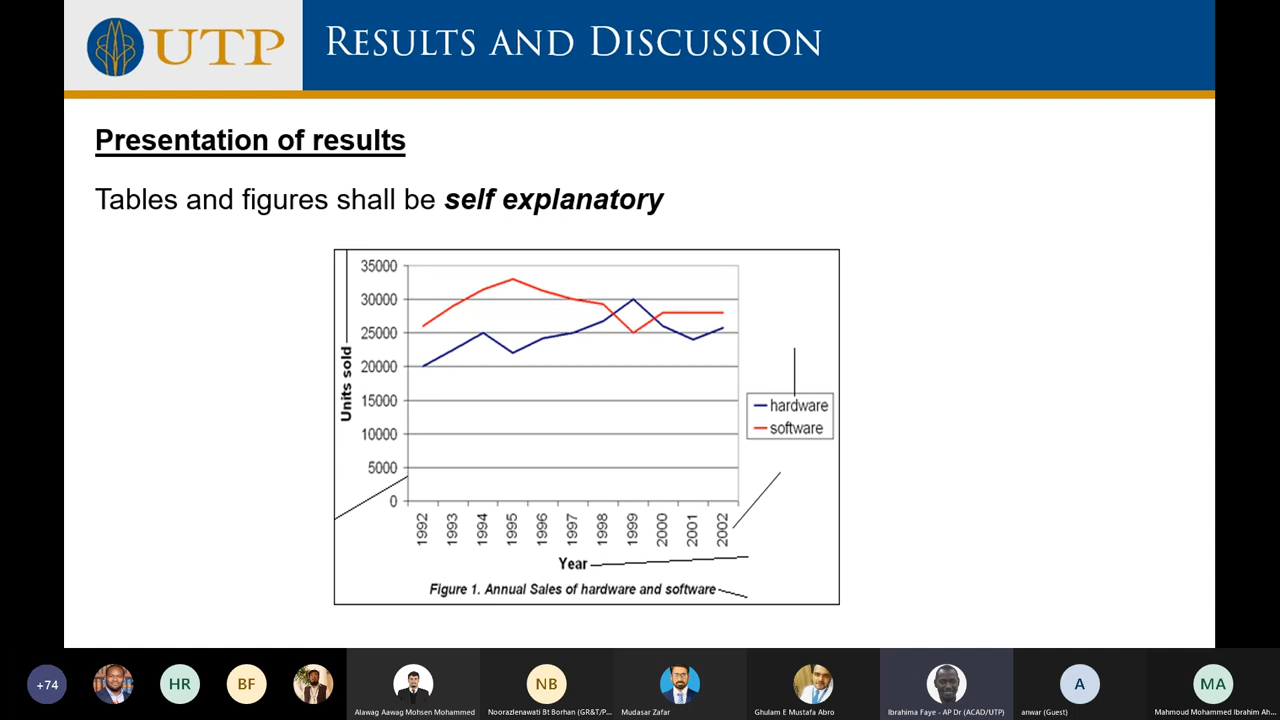 UTP
RESULTS AND DISCUSSION
Presentation of results
Tables and figures shall be self explanatory
35000
30000
25000
20000
15000
10000
5000
0
Units sold
hardware
software
1992
1993
1994
1995
1996
1997
1998
1999
2000
2001
2002
Year
Figure 1. Annual Sales of hardware and software
+74
HR
BF
NB
A
MA
Alawag Aawag Mohsen Mohammed
Noorazlenawati Bt Borhan (GR&T/P...
Mudasar Zafar
Ghulam E Mustafa Abro
Ibrahima Faye - AP Dr (ACAD/UTP)
anwar (Guest)
Mahmoud Mohammed Ibrahim Ah...